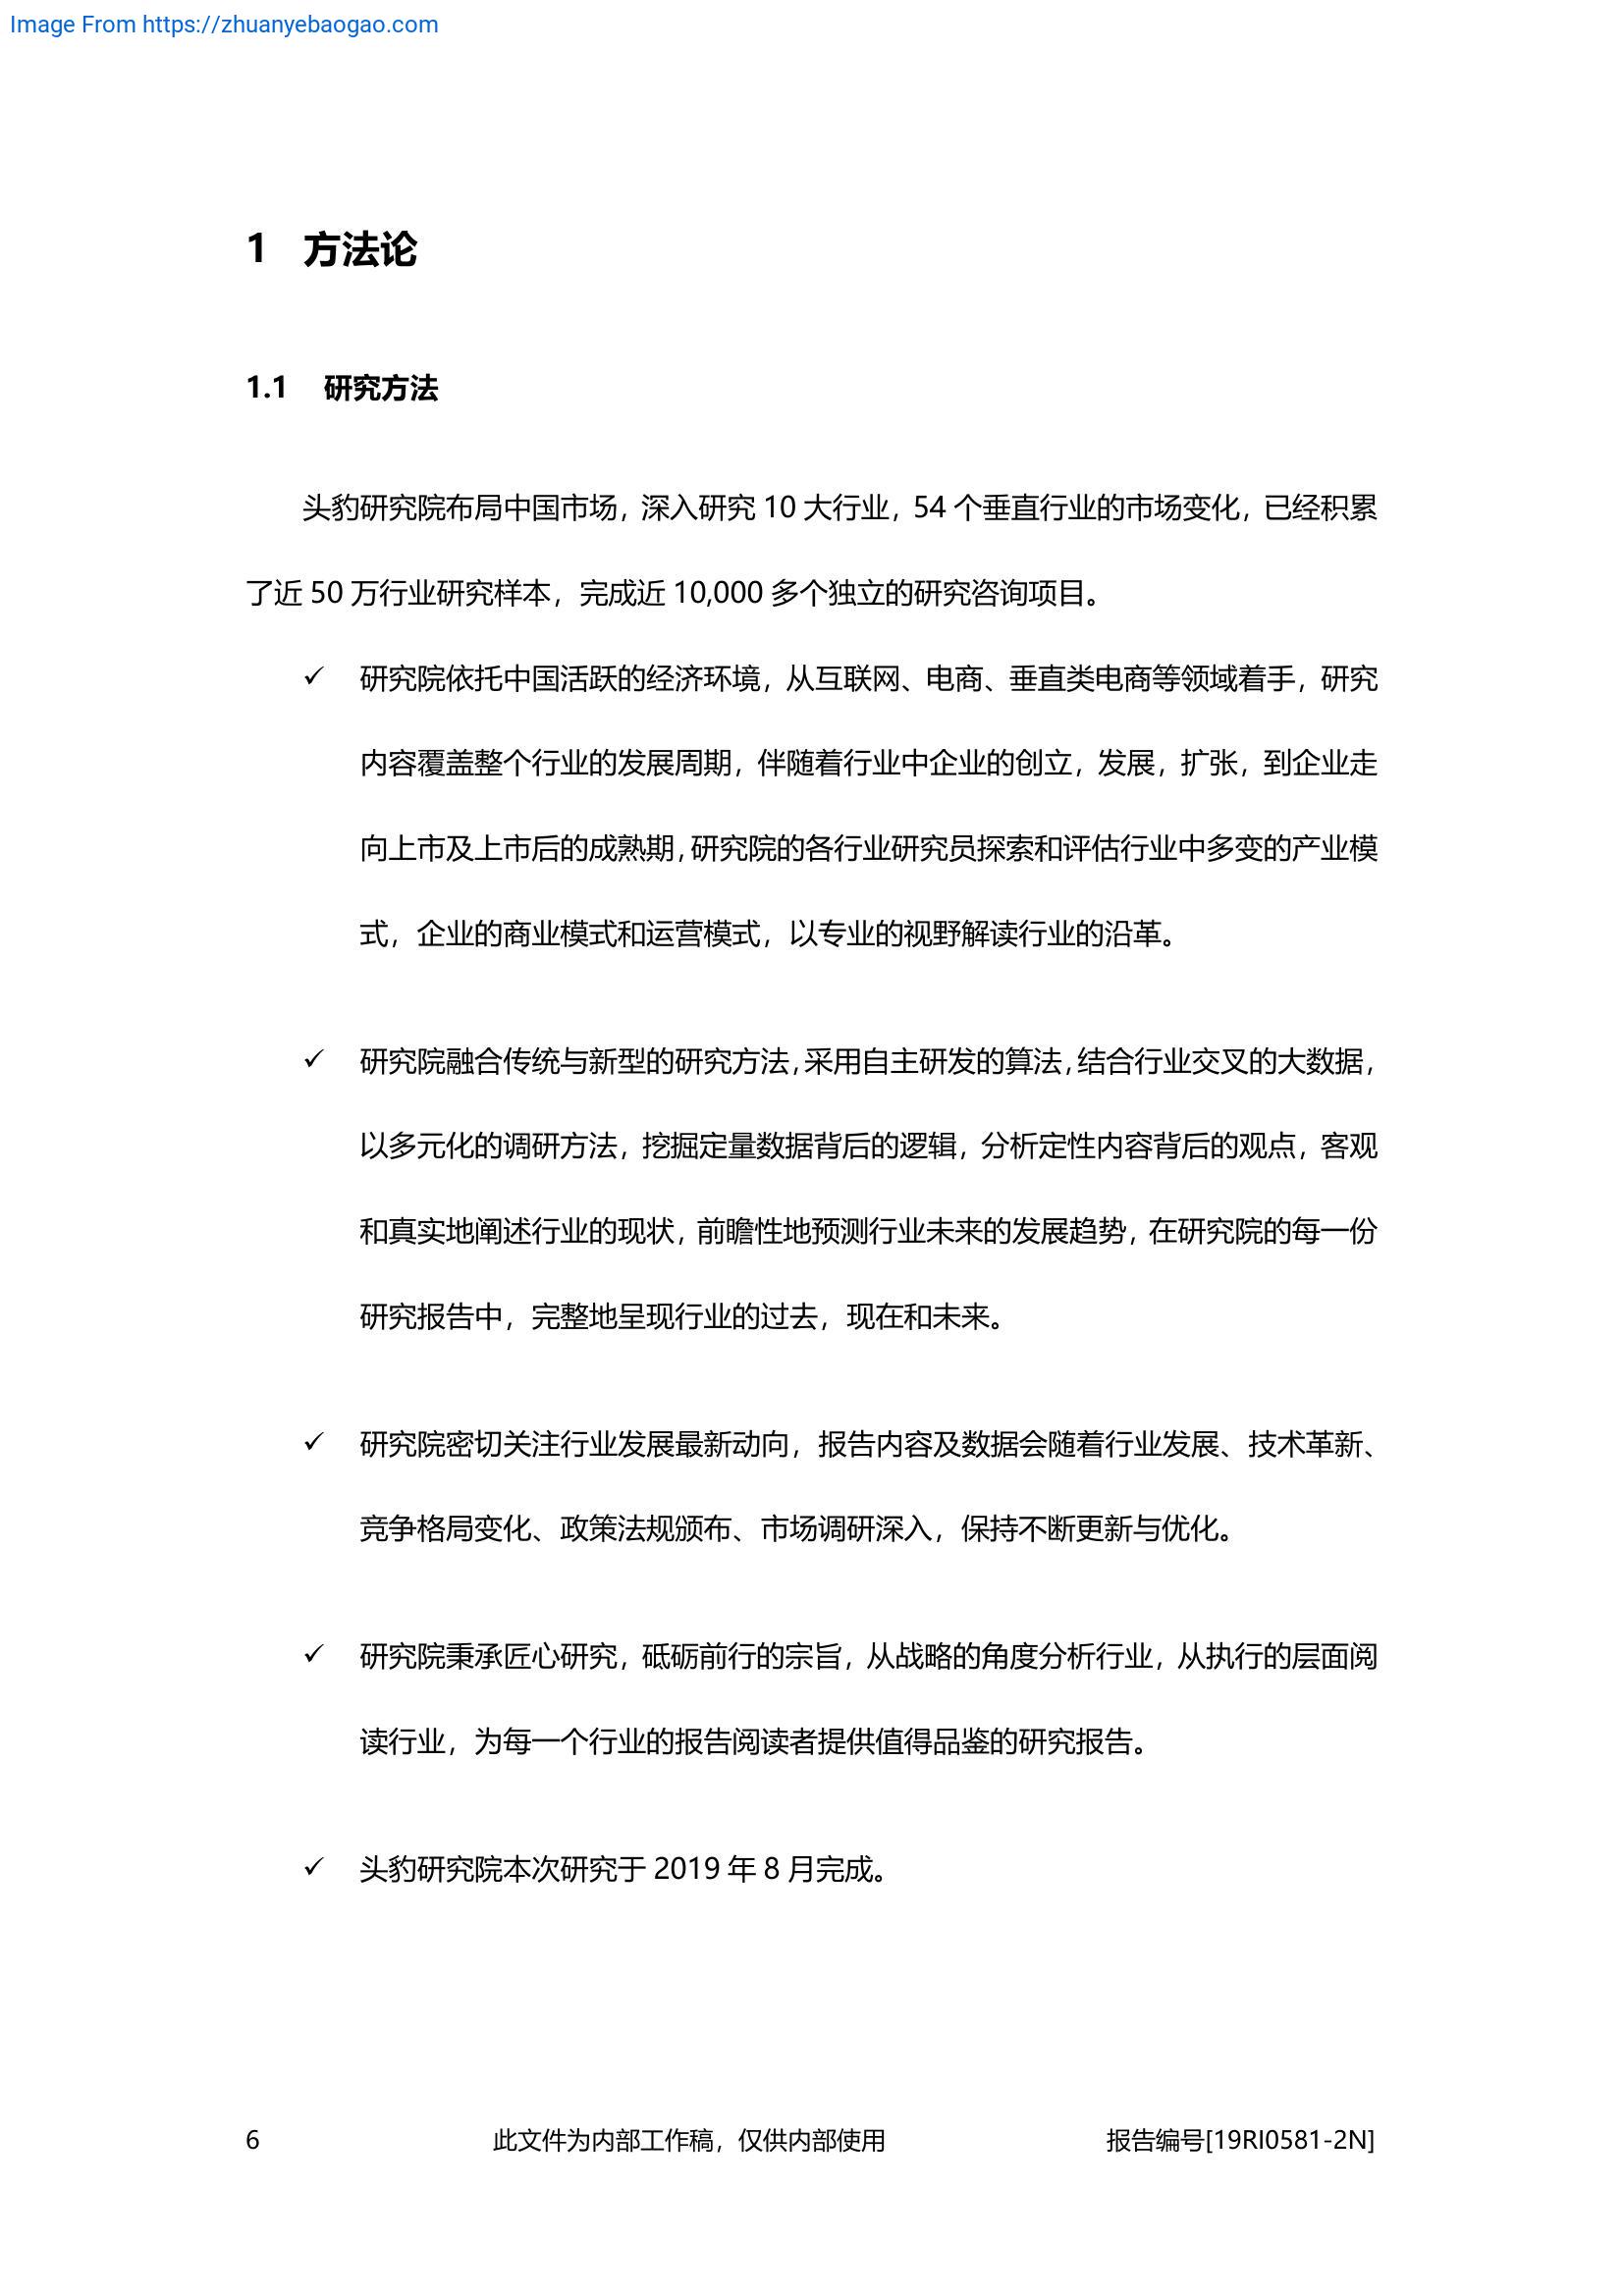 Image From https://zhuanyebaogao.com
1 方法论
1.1 研究方法
头豹研究院布局中国市场，深入研究 10 大行业，54 个垂直行业的市场变化，已经积累
了近 50 万行业研究样本，完成近 10,000 多个独立的研究咨询项目。
✓ 研究院依托中国活跃的经济环境，从互联网、电商、垂直类电商等领域着手，研究
内容覆盖整个行业的发展周期，伴随着行业中企业的创立，发展，扩张，到企业走
向上市及上市后的成熟期，研究院的各行业研究员探索和评估行业中多变的产业模
式，企业的商业模式和运营模式，以专业的视野解读行业的沿革。
✓ 研究院融合传统与新型的研究方法，采用自主研发的算法，结合行业交叉的大数据，
以多元化的调研方法，挖掘定量数据背后的逻辑，分析定性内容背后的观点，客观
和真实地阐述行业的现状，前瞻性地预测行业未来的发展趋势，在研究院的每一份
研究报告中，完整地呈现行业的过去，现在和未来。
✓ 研究院密切关注行业发展最新动向，报告内容及数据会随着行业发展、技术革新、
竞争格局变化、政策法规颁布、市场调研深入，保持不断更新与优化。
✓ 研究院秉承匠心研究，砥砺前行的宗旨，从战略的角度分析行业，从执行的层面阅
读行业，为每一个行业的报告阅读者提供值得品鉴的研究报告。
✓ 头豹研究院本次研究于 2019 年 8 月完成。
6 此文件为内部工作稿，仅供内部使用 报告编号[19RI0581-2N]